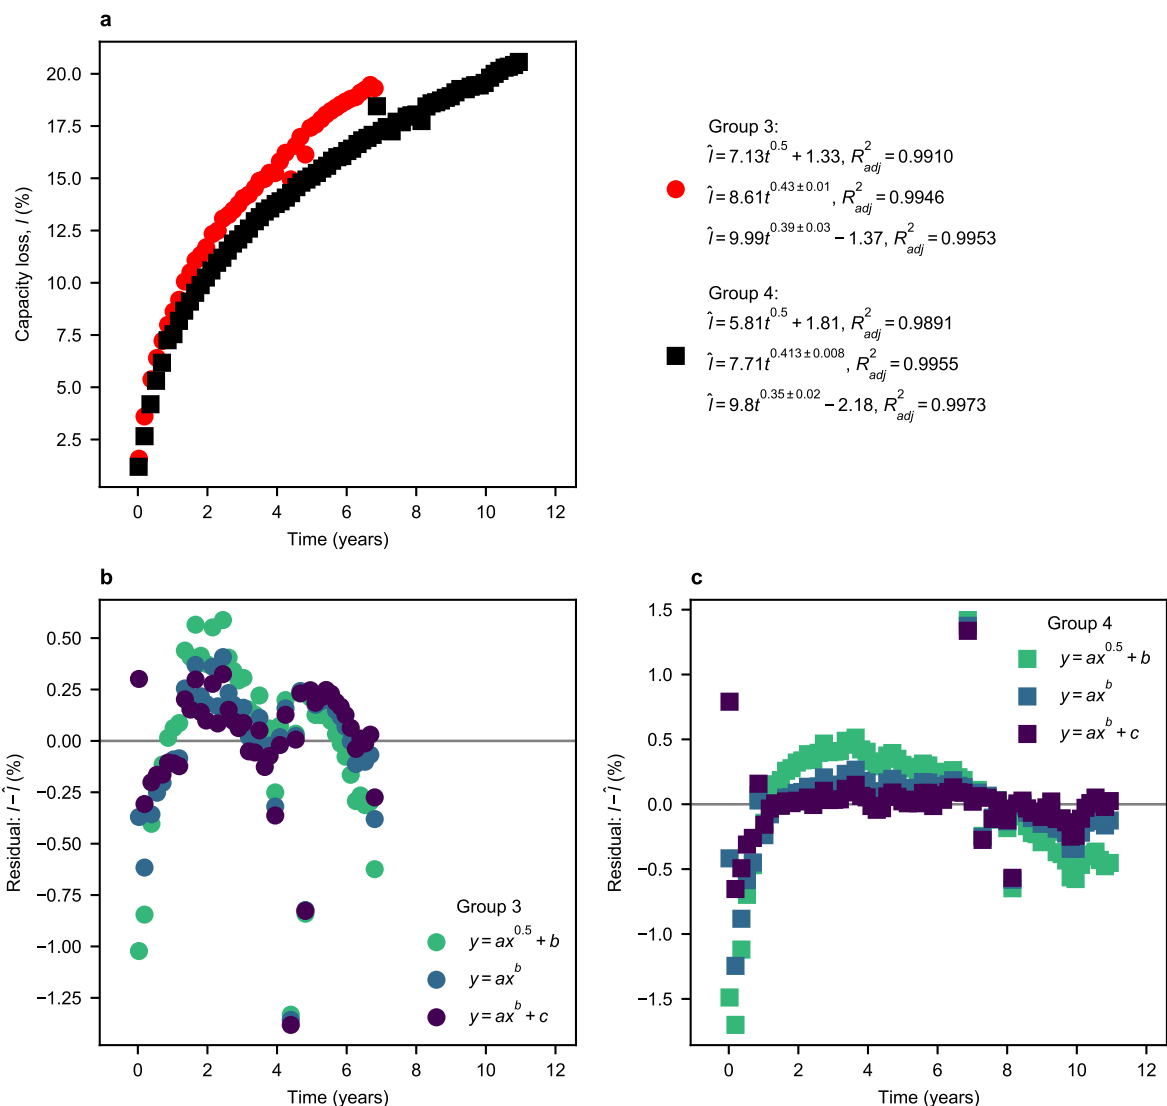 a
20.0
17.5
15.0
12.5
10.0
7.5
5.0
2.5
Capacity loss, l (%)
0 2 4 6 8 10 12
Time (years)
Group 3:
l̂ = 7.13t^0.5 + 1.33, R²_adj = 0.9910
l̂ = 8.61t^0.43 ± 0.01, R²_adj = 0.9946
l̂ = 9.99t^0.39 ± 0.03 − 1.37, R²_adj = 0.9953
Group 4:
l̂ = 5.81t^0.5 + 1.81, R²_adj = 0.9891
l̂ = 7.71t^0.413 ± 0.008, R²_adj = 0.9955
l̂ = 9.8t^0.35 ± 0.02 − 2.18, R²_adj = 0.9973
b
0.50
0.25
0.00
−0.25
−0.50
−0.75
−1.00
−1.25
Residual: l − l̂ (%)
Group 3
y = ax^0.5 + b
y = ax^b
y = ax^b + c
0 2 4 6 8 10 12
Time (years)
c
1.5
1.0
0.5
0.0
−0.5
−1.0
−1.5
Residual: l − l̂ (%)
Group 4
y = ax^0.5 + b
y = ax^b
y = ax^b + c
0 2 4 6 8 10 12
Time (years)